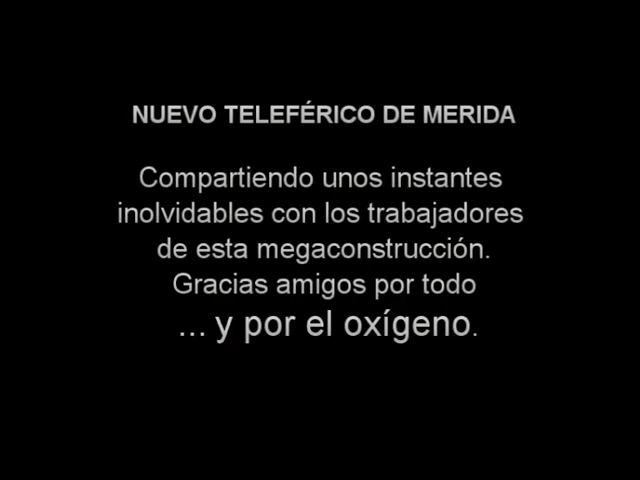 NUEVO TELEFÉRICO DE MERIDA
Compartiendo unos instantes
inolvidables con los trabajadores
de esta megaconstrucción.
Gracias amigos por todo
... y por el oxígeno.